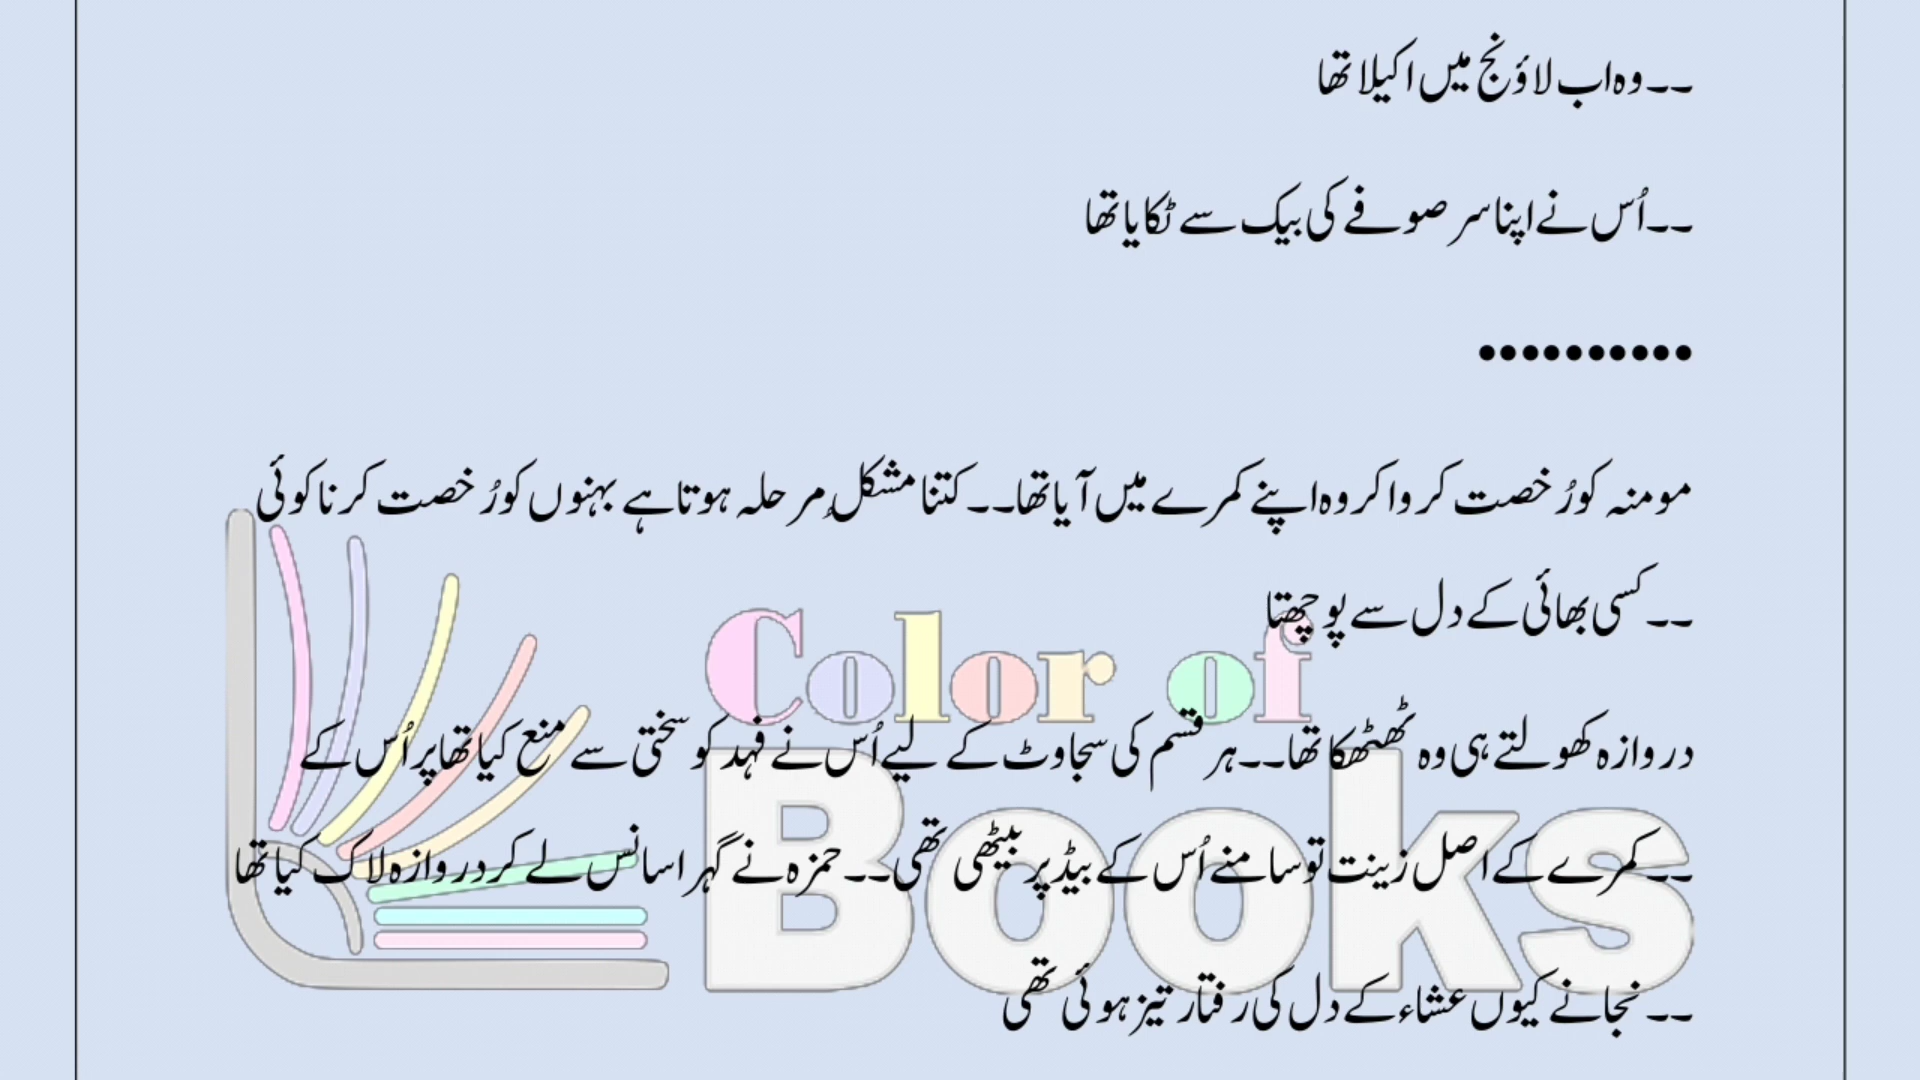 ۔۔وہ اب لاؤنج میں اکیلا تھا
۔۔اُس نے اپنا سر صوفے کی بیک سے ٹکایا تھا
••••••••••
مومنہ کو رُخصت کروا کر وہ اپنے کمرے میں آیا تھا۔۔کتنا مشکل مرحلہ ہوتا ہے بہنوں کو رُخصت کرنا کوئی
۔۔کسی بھائی کے دل سے پوچھتا
دروازہ کھولتے ہی وہ ٹھٹھکا تھا۔۔ہر قسم کی سجاوٹ کے لیے اُس نے فہد کو سختی سے منع کیا تھا پر اُس کے
۔۔کمرے کے اصل زینت تو سامنے اُس کے بیڈ پر بیٹھی تھی۔۔حمزہ نے گہرا سانس لے کر دروازہ لاک کیا تھا
۔۔نجانے کیوں عشاء کے دل کی رفتار تیز ہوئی تھی
Color of
Books